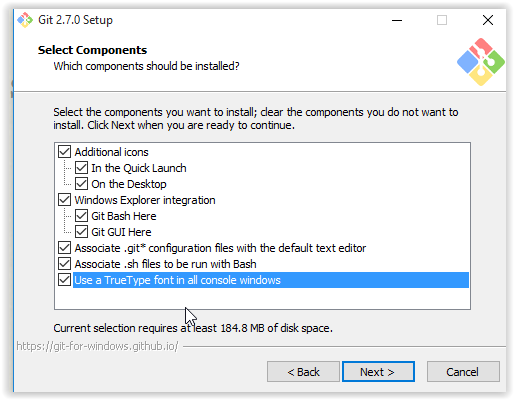 Git 2.7.0 Setup
Select Components
Which components should be installed?
Select the components you want to install; clear the components you do not want to
install. Click Next when you are ready to continue.
Additional icons
In the Quick Launch
On the Desktop
Windows Explorer integration
Git Bash Here
Git GUI Here
Associate .git* configuration files with the default text editor
Associate .sh files to be run with Bash
Use a TrueType font in all console windows
Current selection requires at least 184.8 MB of disk space.
https://git-for-windows.github.io/
< Back
Next >
Cancel